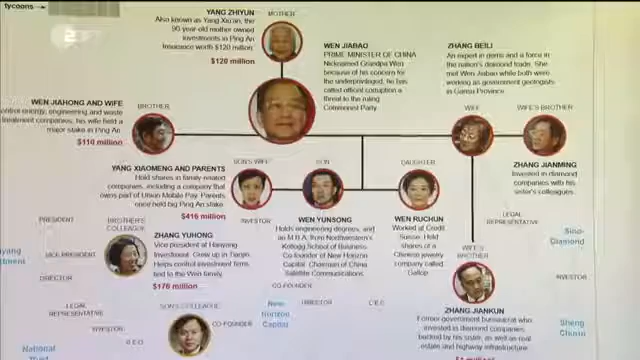 tycoons
ZDF
YANG ZHIYUN
Also known as Yang Xiu'an, the
90-year-old mother owned
investments in Ping An
Insurance worth $120 million.
$120 million
MOTHER
WEN JIABAO
PRIME MINISTER OF CHINA
Nicknamed Grandpa Wen
because of his concern for
the underprivileged, he has
called official corruption a
threat to the ruling
Communist Party
ZHANG BEILI
An expert in gems and a force in
the nation's diamond trade. She
met Wen Jiabao while both were
working as government geologists
in Gansu Province.
WEN JIAHONG AND WIFE
control energy, engineering and waste
treatment companies; his wife held a
major stake in Ping An.
$110 million
BROTHER
WIFE
WIFE'S BROTHER
ZHANG JIANMING
Invested in diamond
companies with his
sister's colleagues.
YANG XIAOMENG AND PARENTS
Held shares in family-related
companies, including a company that
owns part of Union Mobile Pay. Parents
once held big Ping An stake.
$416 million
SON'S WIFE
SON
DAUGHTER
INVESTOR
WEN YUNSONG
Holds engineering degrees, and
an M.B.A. from Northwestern's
Kellogg School of Business.
Co-founder of New Horizon
Capital. Chairman of China
Satellite Communications.
WEN RUCHUN
Worked at Credit
Suisse. Held
shares of a
Chinese jewelry
company called
Gallop
LEGAL
REPRESENTATIVE
Sino-
Diamond
PRESIDENT
BROTHER'S
COLLEAGUE
VICE PRESIDENT
DIRECTOR
ZHANG YUHONG
Vice president at Hanyang
Investment. Grew up in Tianjin.
Helps control investment firms
tied to the Wen family.
$176 million
WIFE'S
BROTHER
INVESTOR
CO-FOUNDER
DIRECTOR
C.E.O.
LEGAL
REPRESENTATIVE
INVESTOR
C.E.O.
SON'S COLLEAGUE
CO-FOUNDER
New
Horizon
Capital
ZHANG JIANKUN
Former government bureaucrat who
invested in diamond companies
backed by his sister, as well as real
estate and highway infrastructure.
Sheng
Churui
National
Trust